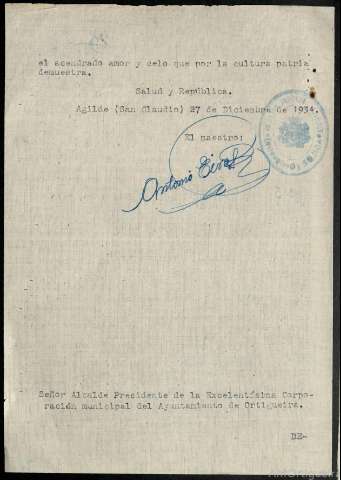 el acendrado amor y celo que por la cultura patria
demuestra.
Salud y República.
Agilde (San Claudio) 27 de Diciembre de 1934.
El maestro:
Antonio
Señor Alcalde Presidente de la Excelentísima Corpo-
ración municipal del Ayuntamiento de Ortigueira.
DE-